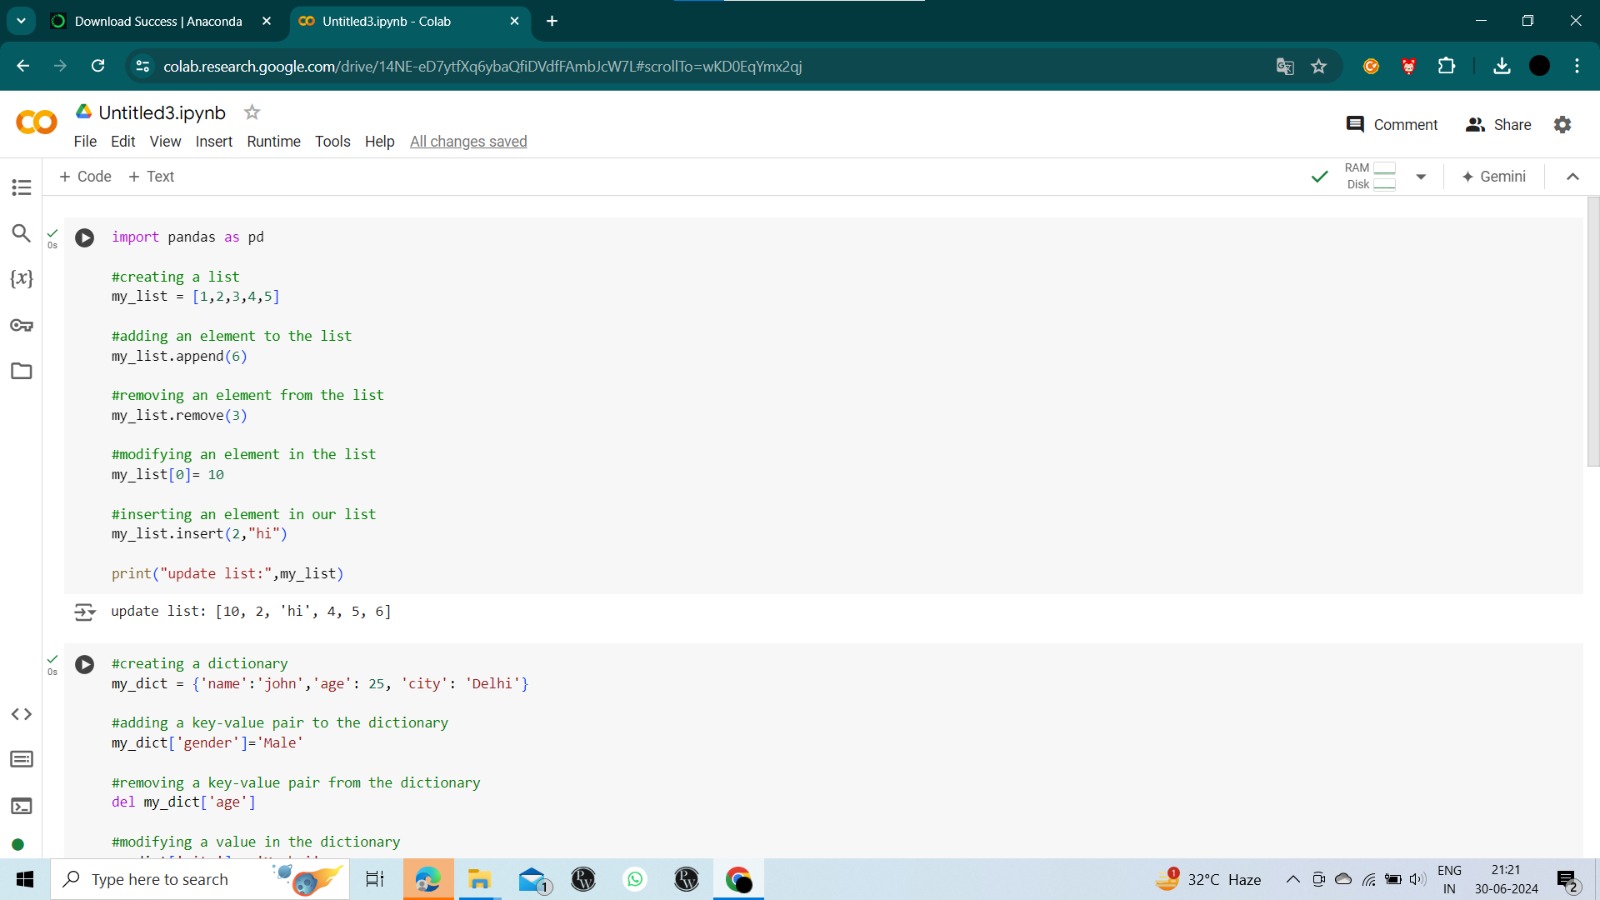 Download Success | Anaconda
Untitled3.ipynb - Colab
colab.research.google.com/drive/14NE-eD7ytfXq6ybaQfiDVdfFAmbJcW7L#scrollTo=wKD0EqYmx2qj
Untitled3.ipynb
Comment Share
File Edit View Insert Runtime Tools Help All changes saved
+ Code + Text
RAM
Disk
Gemini
0s
import pandas as pd
#creating a list
my_list = [1,2,3,4,5]
#adding an element to the list
my_list.append(6)
#removing an element from the list
my_list.remove(3)
#modifying an element in the list
my_list[0]= 10
#inserting an element in our list
my_list.insert(2,"hi")
print("update list:",my_list)
update list: [10, 2, 'hi', 4, 5, 6]
0s
#creating a dictionary
my_dict = {'name':'john','age': 25, 'city': 'Delhi'}
#adding a key-value pair to the dictionary
my_dict['gender']='Male'
#removing a key-value pair from the dictionary
del my_dict['age']
#modifying a value in the dictionary
Type here to search
1
PW
PW
1
32°C Haze
ENG
IN
21:21
30-06-2024
2